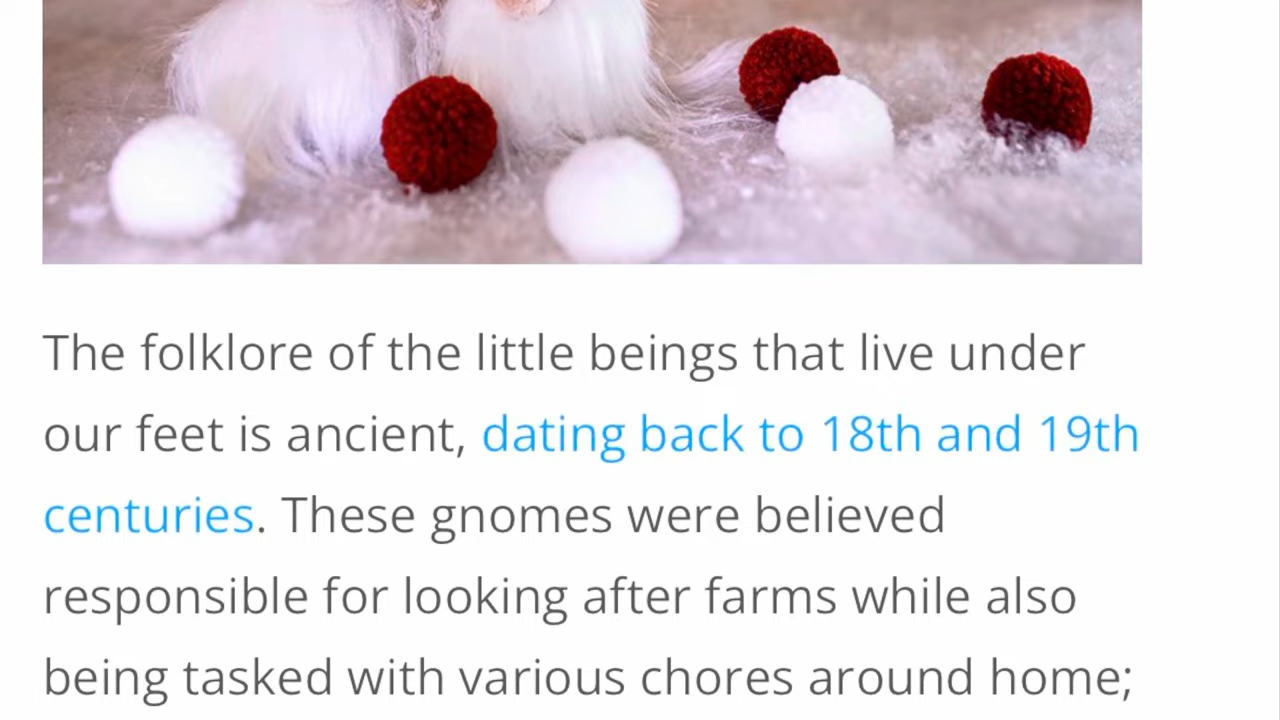 The folklore of the little beings that live under
our feet is ancient, dating back to 18th and 19th
centuries. These gnomes were believed
responsible for looking after farms while also
being tasked with various chores around home;